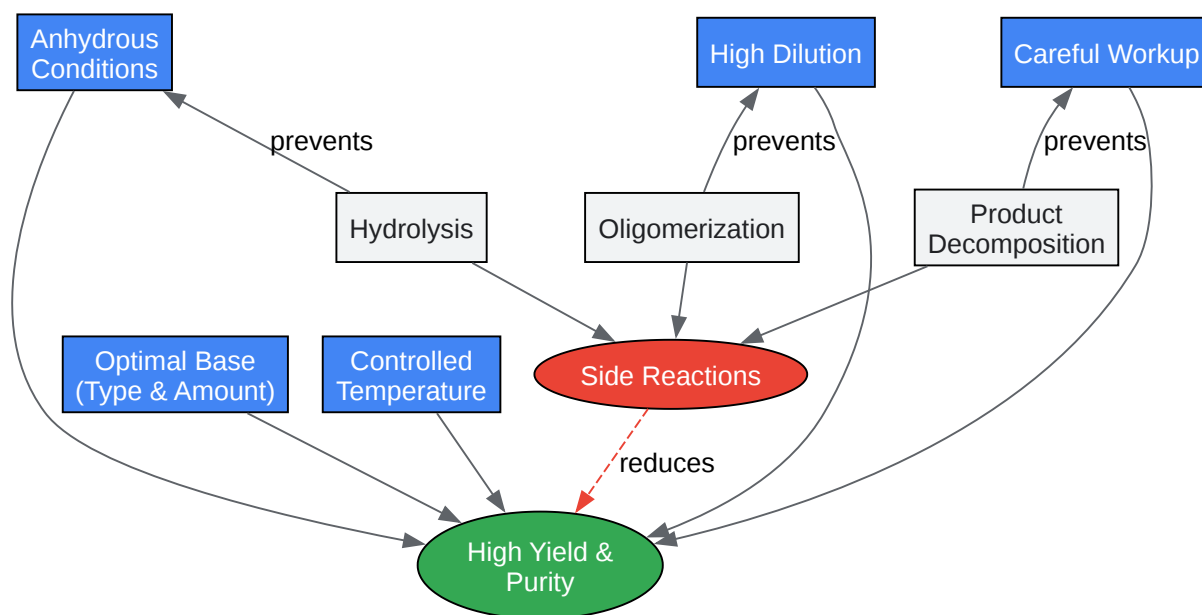 Anhydrous
Conditions
High Dilution
Careful Workup
prevents
prevents
prevents
Hydrolysis
Oligomerization
Product
Decomposition
Optimal Base
(Type & Amount)
Controlled
Temperature
Side Reactions
reduces
High Yield &
Purity